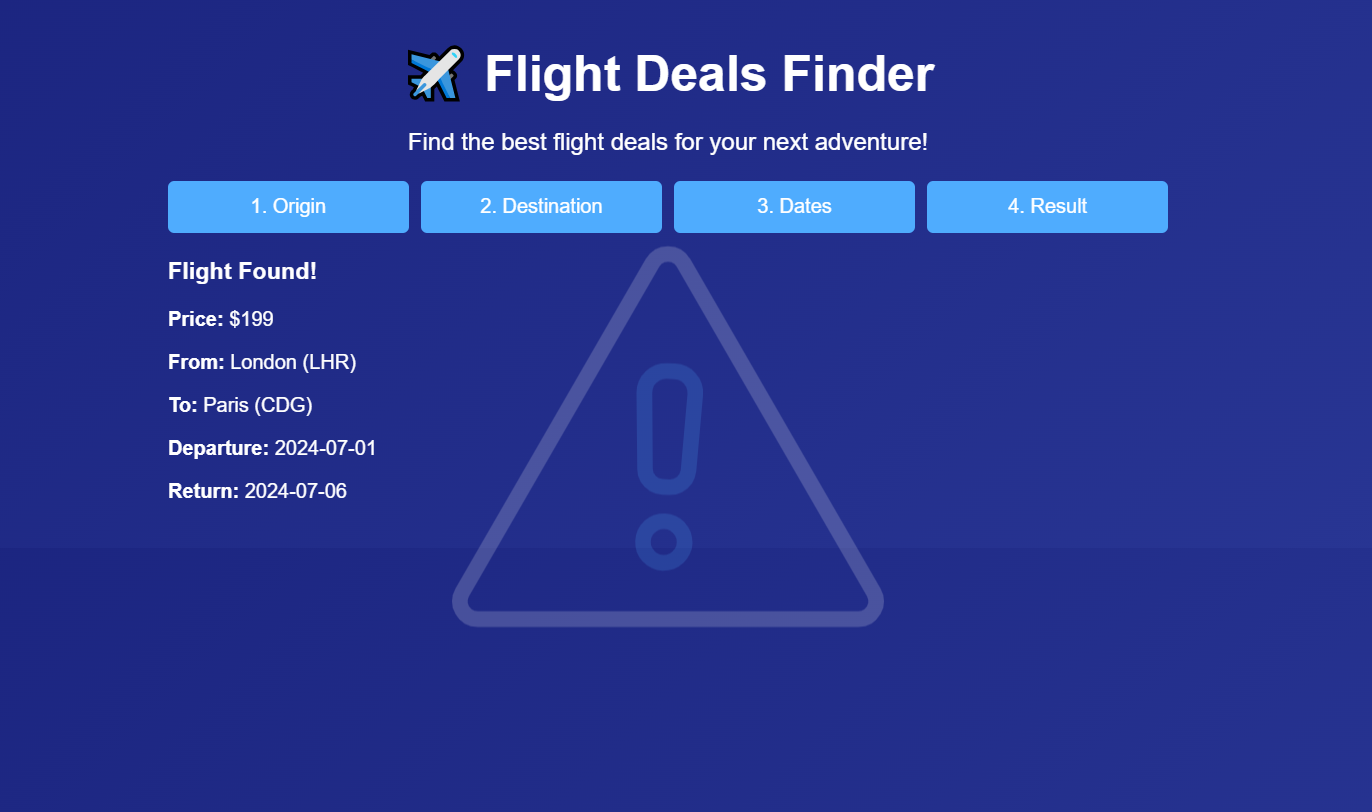 Flight Deals Finder
Find the best flight deals for your next adventure!
1. Origin
2. Destination
3. Dates
4. Result
Flight Found!
Price: $199
From: London (LHR)
To: Paris (CDG)
Departure: 2024-07-01
Return: 2024-07-06